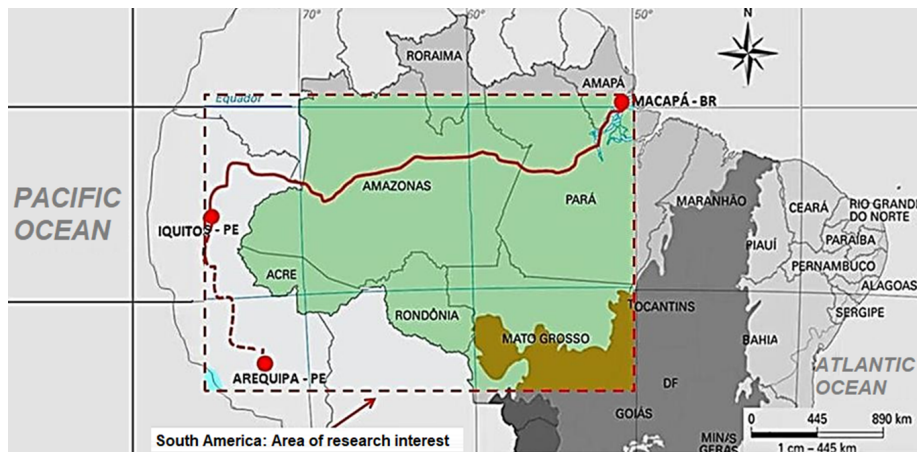 70°
60°
50°
N
RORAIMA
AMAPÁ
Equador
MACAPÁ - BR
PACIFIC
OCEAN
AMAZONAS
PARÁ
MARANHÃO
CEARÁ
RIO GRANDE
DO NORTE
IQUITOS - PE
PIAUÍ
PARAÍBA
PERNAMBUCO
ACRE
ALAGOAS
RONDÔNIA
TOCANTINS
SERGIPE
MATO GROSSO
BAHIA
AREQUIPA - PE
ATLANTIC
OCEAN
DF
GOIÁS
0 445 890 km
South America: Area of research interest
MINAS
GERAS
1 cm – 445 km